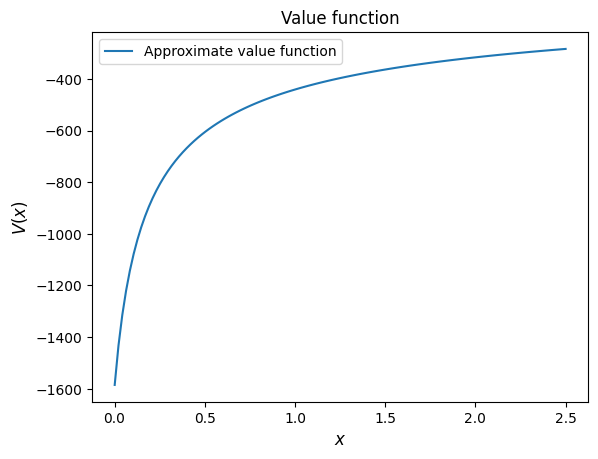 Value function
Approximate value function
−400
−600
−800
−1000
−1200
−1400
−1600
V(x)
0.0 0.5 1.0 1.5 2.0 2.5
x